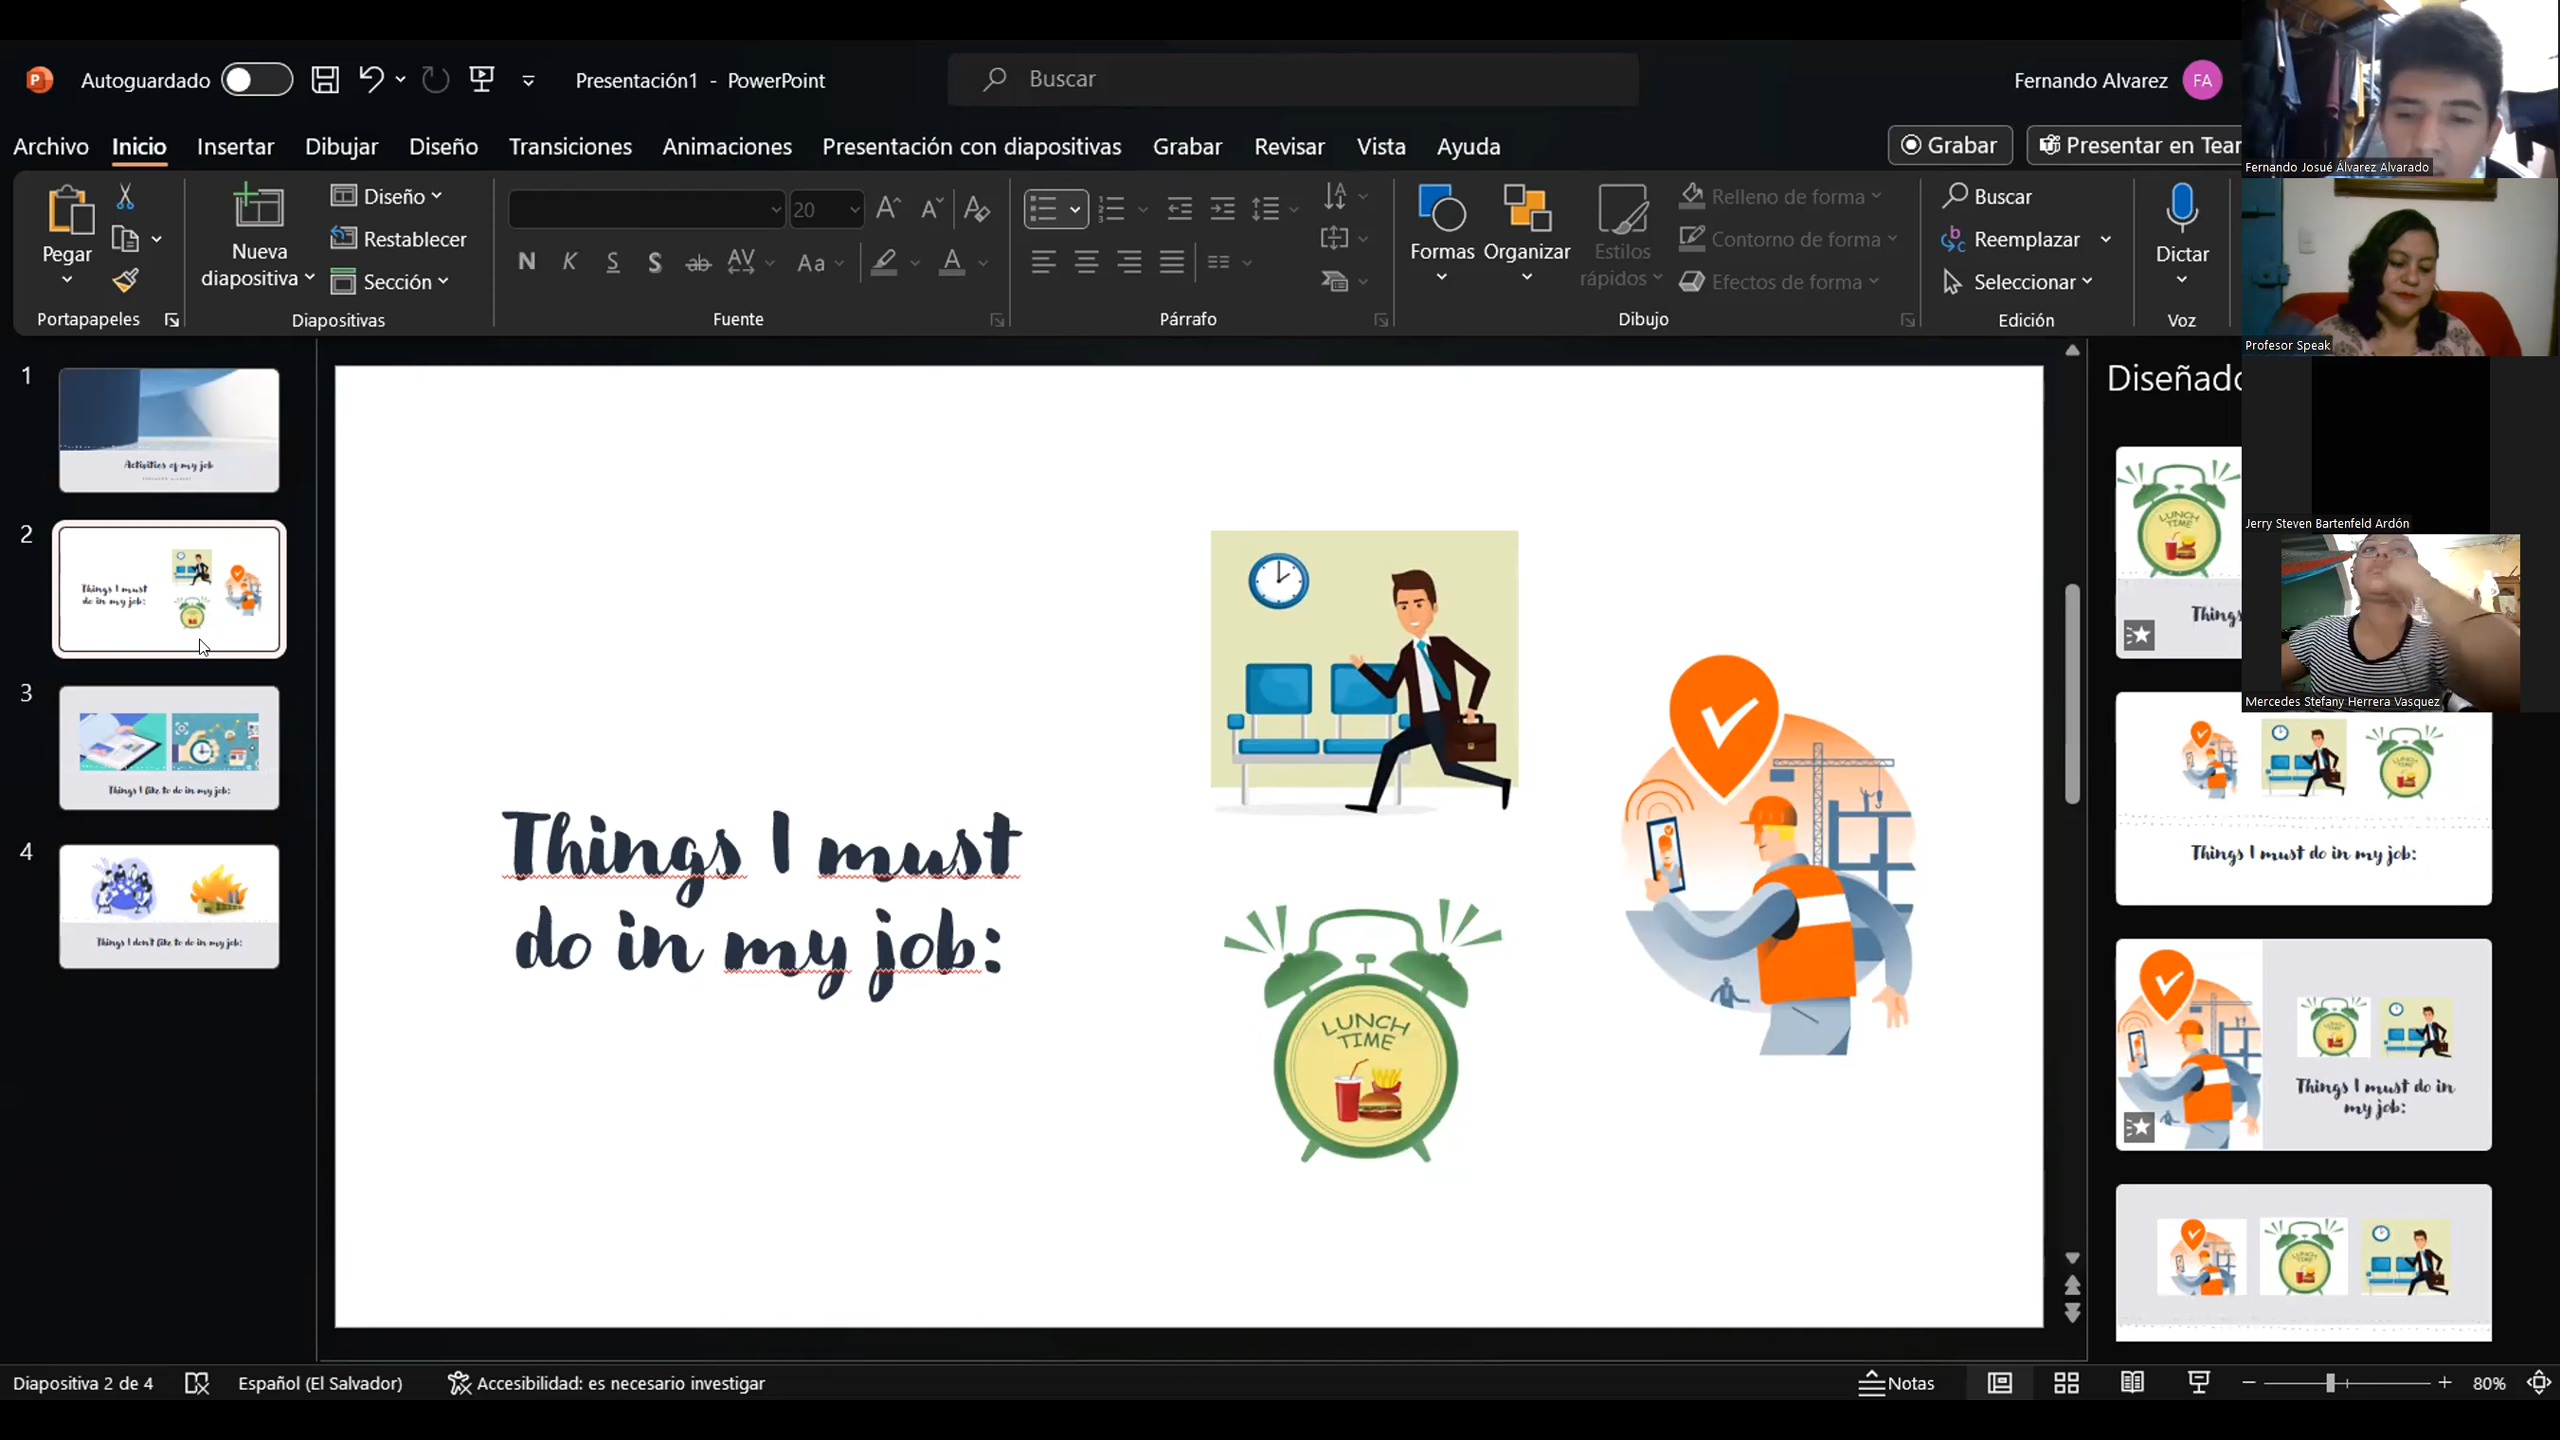 Autoguardado
Presentación1 - PowerPoint
Buscar
Fernando Alvarez
FA
Archivo
Inicio
Insertar
Dibujar
Diseño
Transiciones
Animaciones
Presentación con diapositivas
Grabar
Revisar
Vista
Ayuda
Grabar
Presentar en Tear
Pegar
Portapapeles
Nueva
diapositiva
Diseño
Restablecer
Sección
Diapositivas
20
N K S S ab AV Aa A
Fuente
Párrafo
Formas
Organizar
Estilos
rápidos
Relleno de forma
Contorno de forma
Efectos de forma
Dibujo
Buscar
Reemplazar
Seleccionar
Edición
Dictar
Voz
Fernando Josué Álvarez Alvarado
Profesor Speak
Jerry Steven Bartenfeld Ardón
Mercedes Stefany Herrera Vasquez
1
Activities of my job
2
Things I must
do in my job:
3
Things I like to do in my job:
4
Things I don't like to do in my job:
Things I must
do in my job:
LUNCH
TIME
Diseñado
LUNCH
TIME
Things
Things I must do in my job:
Things I must do in
my job:
Diapositiva 2 de 4
Español (El Salvador)
Accesibilidad: es necesario investigar
Notas
80%